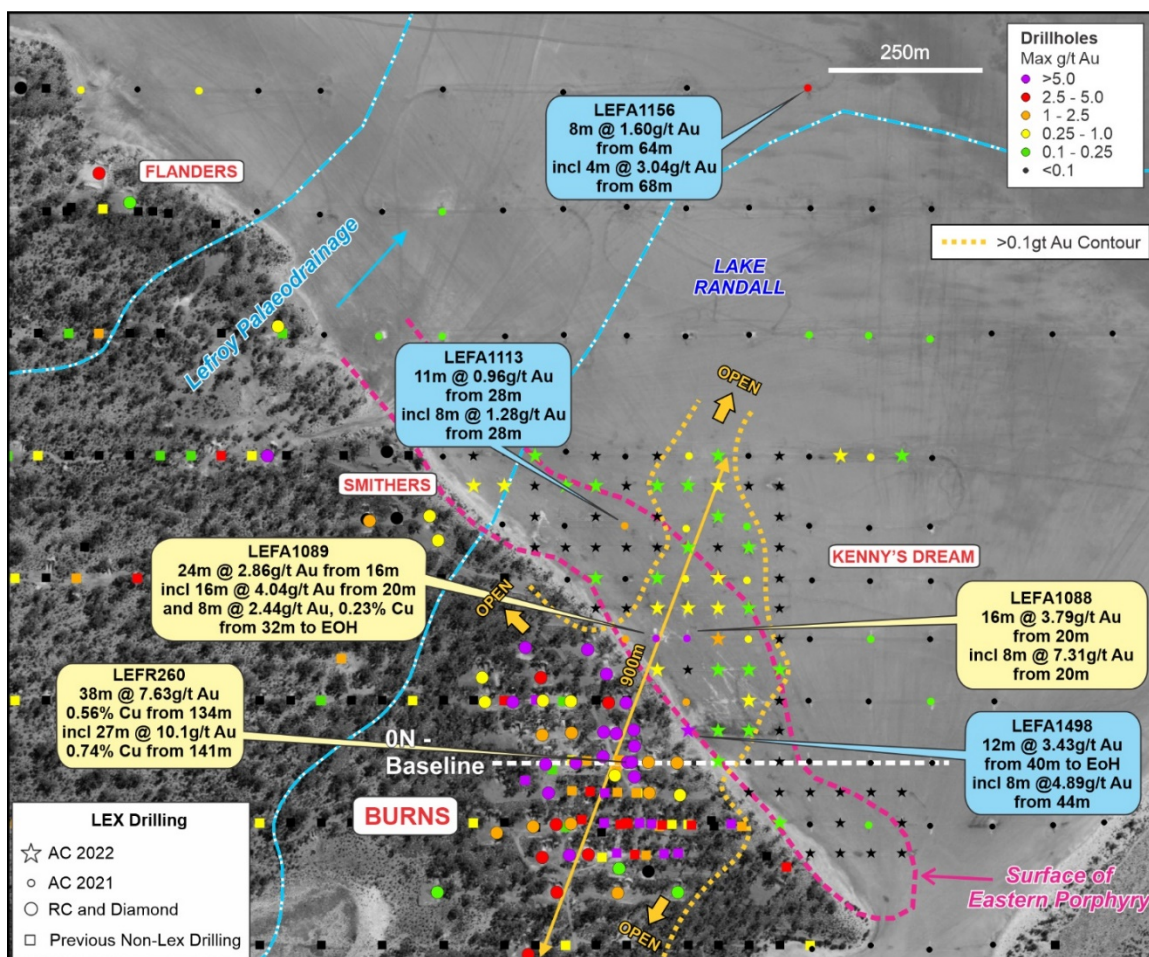 250m
Drillholes
Max g/t Au
>5.0
2.5 - 5.0
1 - 2.5
0.25 - 1.0
0.1 - 0.25
<0.1
>0.1gt Au Contour
LEFA1156
8m @ 1.60g/t Au
from 64m
incl 4m @ 3.04g/t Au
from 68m
FLANDERS
Lefroy Palaeodrainage
LAKE
RANDALL
LEFA1113
11m @ 0.96g/t Au
from 28m
incl 8m @ 1.28g/t Au
from 28m
OPEN
SMITHERS
KENNY'S DREAM
LEFA1089
24m @ 2.86g/t Au from 16m
incl 16m @ 4.04g/t Au from 20m
and 8m @ 2.44g/t Au, 0.23% Cu
from 32m to EOH
OPEN
900m
LEFA1088
16m @ 3.79g/t Au
from 20m
incl 8m @ 7.31g/t Au
from 20m
LEFR260
38m @ 7.63g/t Au
0.56% Cu from 134m
incl 27m @ 10.1g/t Au
0.74% Cu from 141m
0N -
Baseline
LEFA1498
12m @ 3.43g/t Au
from 40m to EoH
incl 8m @4.89g/t Au
from 44m
BURNS
LEX Drilling
AC 2022
AC 2021
RC and Diamond
Previous Non-Lex Drilling
OPEN
Surface of
Eastern Porphyry